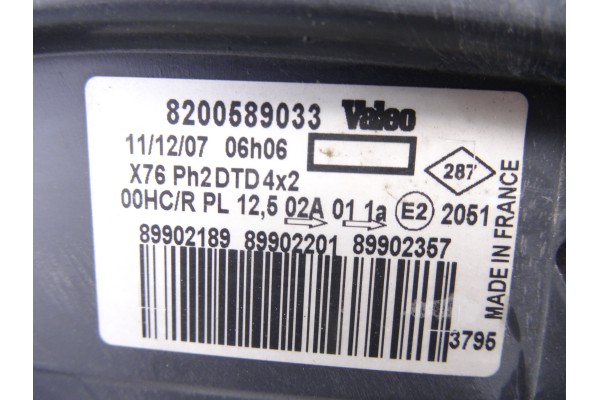 8200589033 Valeo
11/12/07 06h06
287
X76 Ph2 DTD 4x2
00HC/R PL 12,5 02A 01 1a E2 2051
89902189 89902201 89902357
3795
MADE IN FRANCE